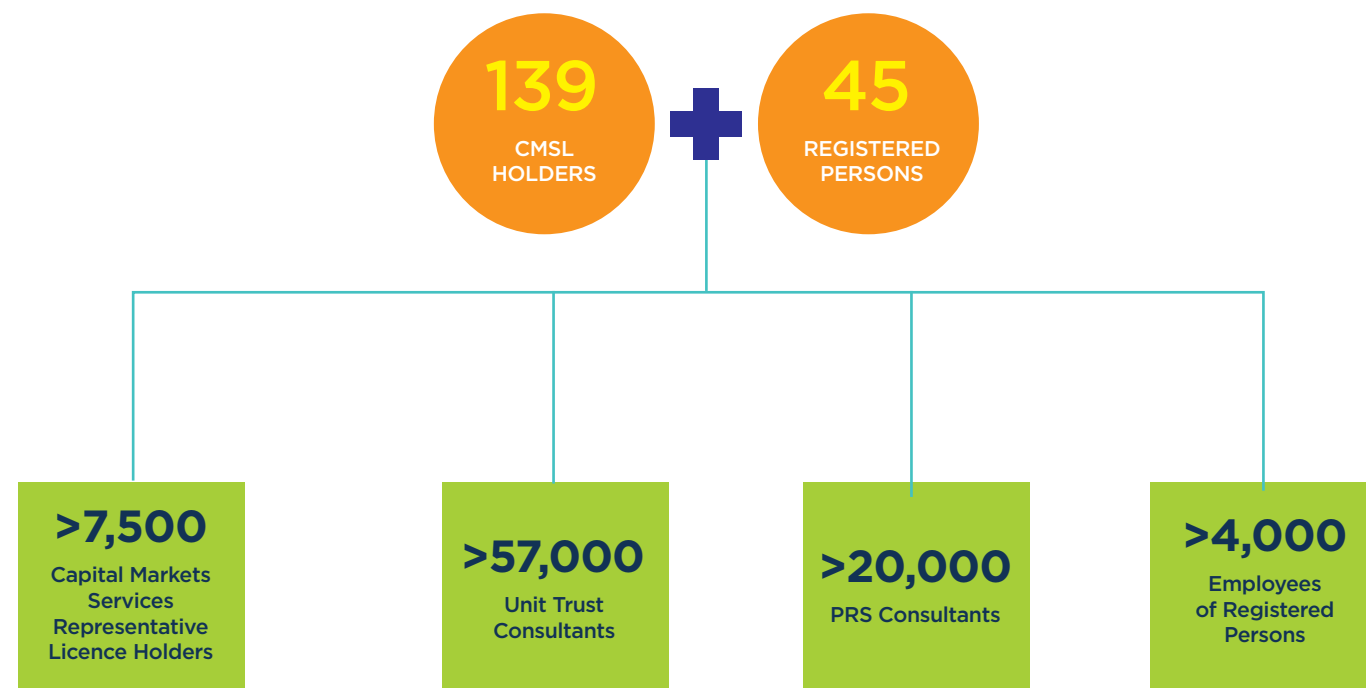 139
CMSL
HOLDERS
45
REGISTERED
PERSONS
>7,500
Capital Markets
Services
Representative
Licence Holders
>57,000
Unit Trust
Consultants
>20,000
PRS Consultants
>4,000
Employees
of Registered
Persons